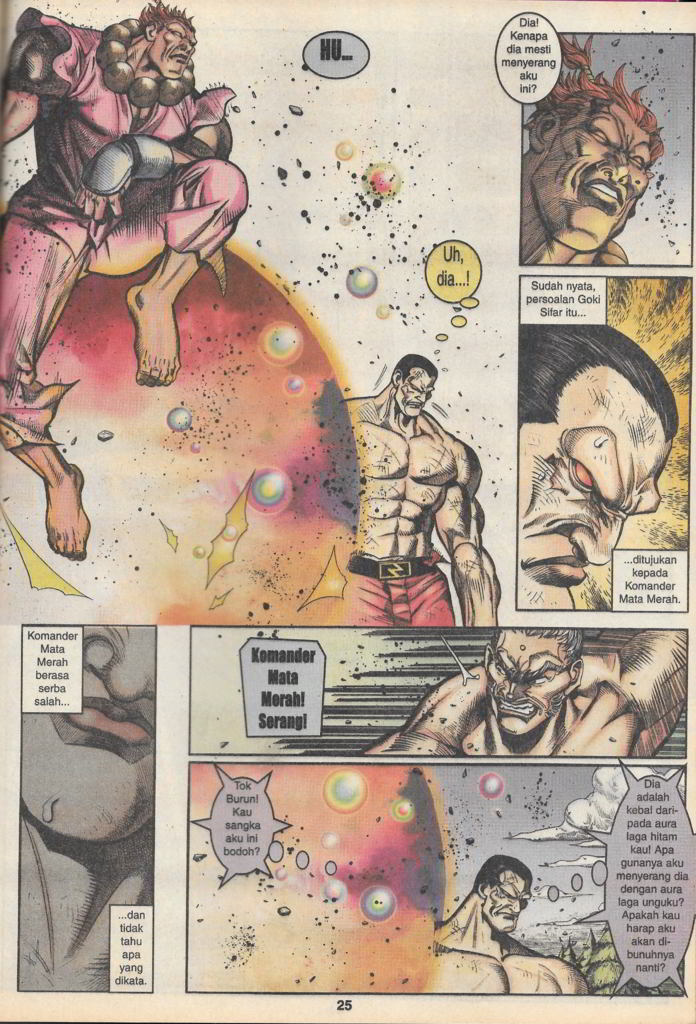 HU...
Dia!
Kenapa
dia mesti
menyerang
aku
ini?
Uh,
dia...!
Sudah nyata,
persoalan Goki
Sifar itu...
...ditujukan
kepada
Komander
Mata Merah.
Komander
Mata
Merah
berasa
serba
salah...
...dan
tidak
tahu
apa
yang
dikata.
Komander
Mata
Merah!
Serang!
Tok
Burun!
Kau
sangka
aku ini
bodoh?
Dia
adalah
kebal dari-
pada aura
laga hitam
kau! Apa
gunanya aku
menyerang dia
dengan aura
laga unguku?
Apakah kau
harap aku
akan di-
bunuhnya
nanti?
25